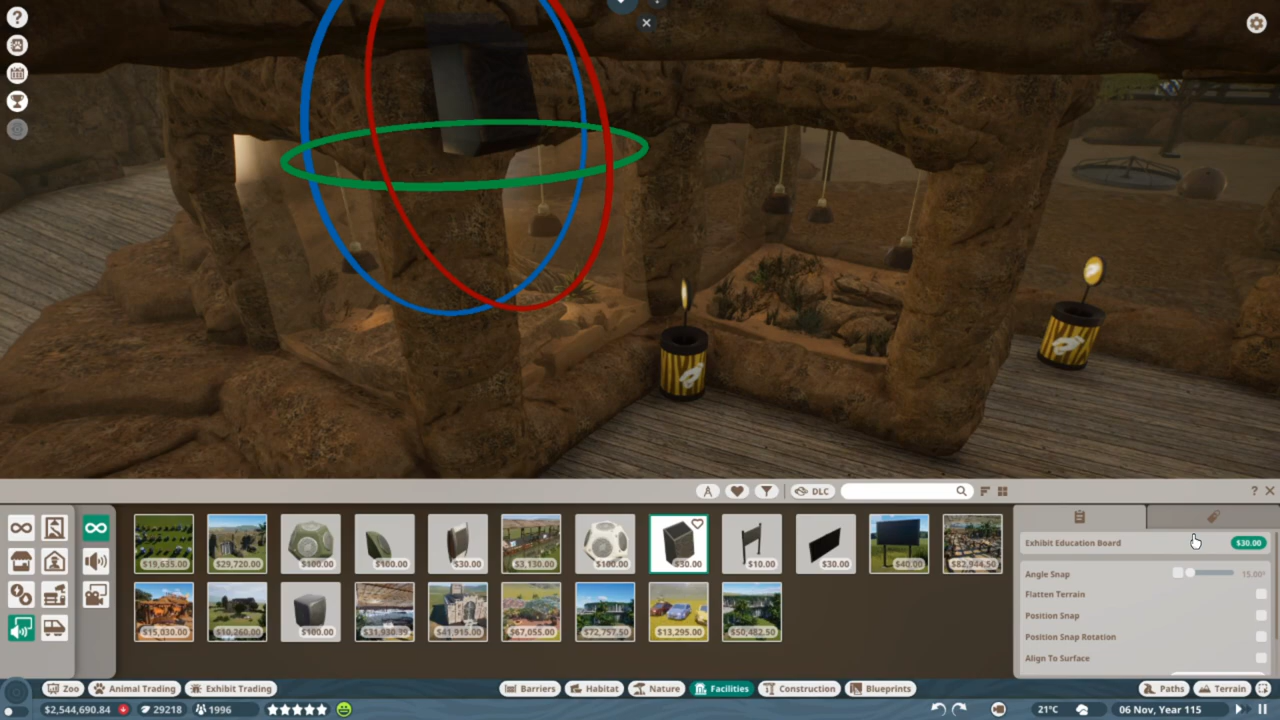 DLC
?
$19,635.00
$29,720.00
$100.00
$100.00
$30.00
$3,130.00
$100.00
$30.00
$10.00
$30.00
$40.00
$82,944.50
$15,030.00
$10,260.00
$100.00
$31,930.39
$41,915.00
$67,055.00
$72,757.50
$13,295.00
$50,482.50
Exhibit Education Board
$30.00
Angle Snap
15.00°
Flatten Terrain
Position Snap
Position Snap Rotation
Align To Surface
Zoo
Animal Trading
Exhibit Trading
Barriers
Habitat
Nature
Facilities
Construction
Blueprints
Paths
Terrain
$2,544,690.84
29218
1996
21°C
06 Nov, Year 115